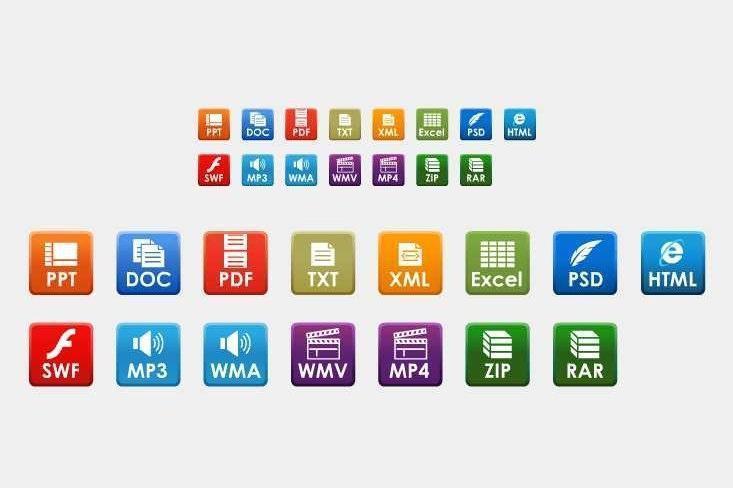 PPT DOC PDF TXT XML Excel PSD HTML
SWF MP3 WMA WMV MP4 ZIP RAR
PPT DOC PDF TXT XML Excel PSD HTML
SWF MP3 WMA WMV MP4 ZIP RAR